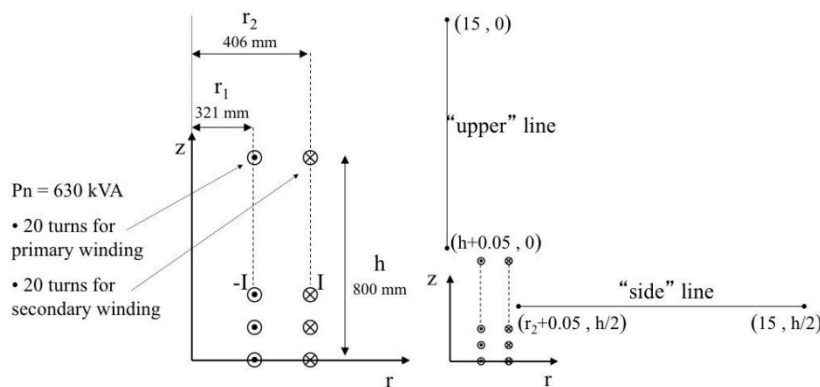 r2
406 mm
r1
321 mm
z
Pn = 630 kVA
• 20 turns for
primary winding
• 20 turns for
secondary winding
-I
I
h
800 mm
r
(15 , 0)
“upper” line
(h+0.05 , 0)
z
“side” line
(r2+0.05 , h/2)
(15 , h/2)
r